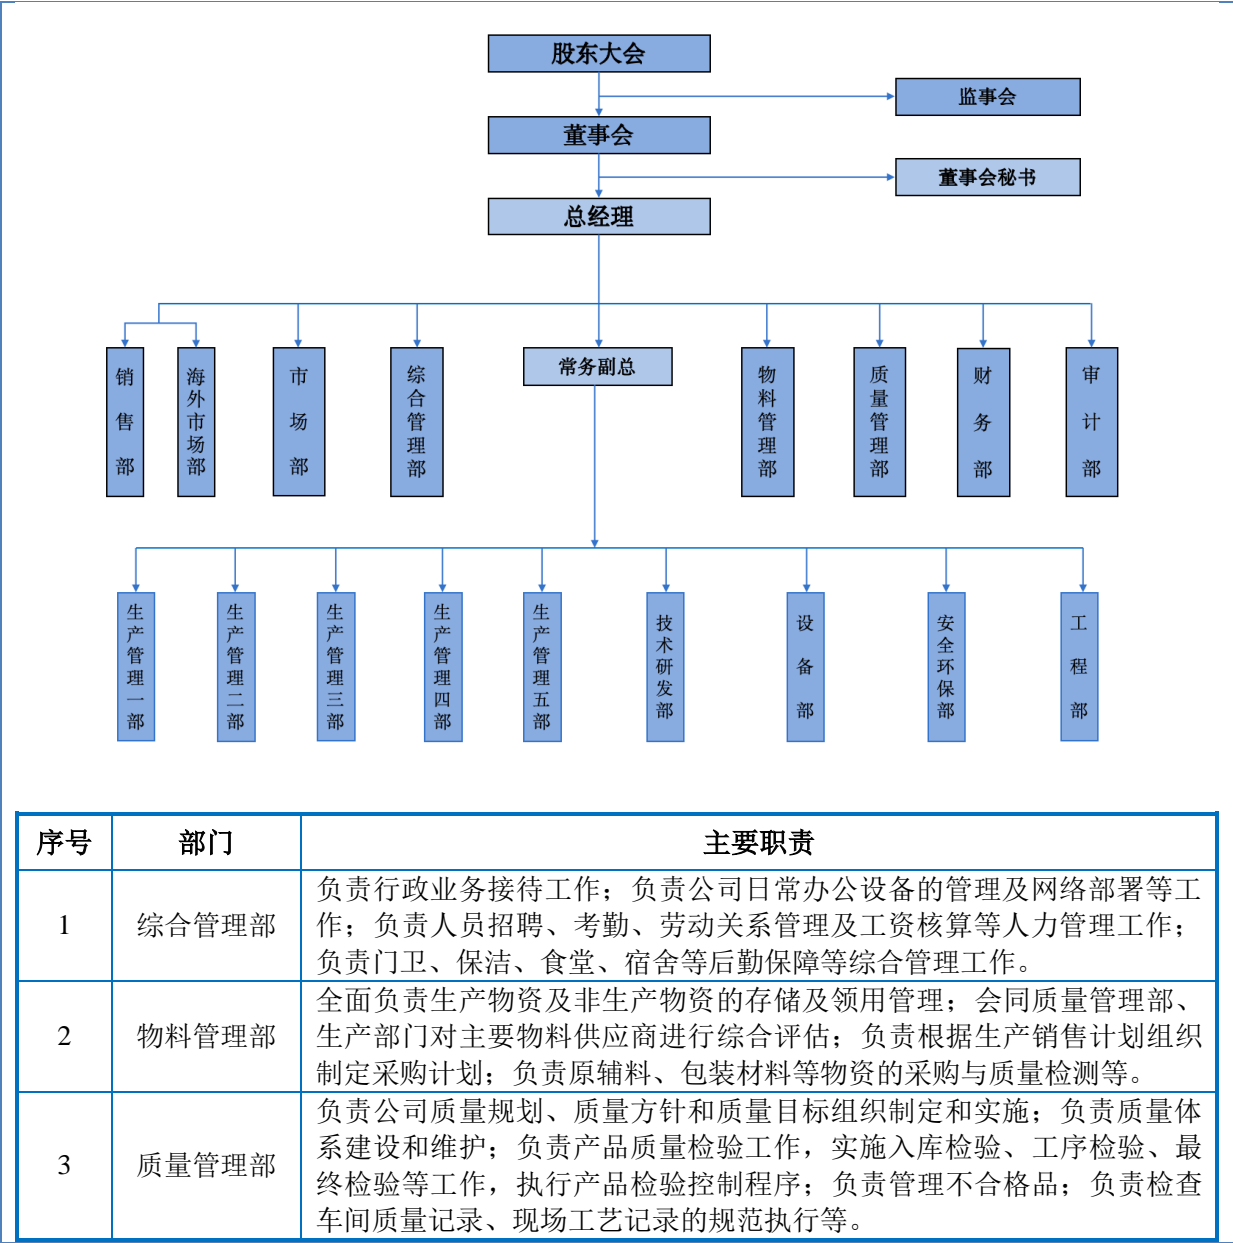 股东大会
监事会
董事会
董事会秘书
总经理
销售部
海外市场部
市场部
综合管理部
常务副总
物料管理部
质量管理部
财务部
审计部
生产管理一部
生产管理二部
生产管理三部
生产管理四部
生产管理五部
技术研发部
设备部
安全环保部
工程部
序号 部门 主要职责
1 综合管理部
负责行政业务接待工作；负责公司日常办公设备的管理及网络部署等工
作；负责人员招聘、考勤、劳动关系管理及工资核算等人力管理工作；
负责门卫、保洁、食堂、宿舍等后勤保障等综合管理工作。
2 物料管理部
全面负责生产物资及非生产物资的存储及领用管理；会同质量管理部、
生产部门对主要物料供应商进行综合评估；负责根据生产销售计划组织
制定采购计划；负责原辅料、包装材料等物资的采购与质量检测等。
3 质量管理部
负责公司质量规划、质量方针和质量目标组织制定和实施；负责质量体
系建设和维护；负责产品质量检验工作，实施入库检验、工序检验、最
终检验等工作，执行产品检验控制程序；负责管理不合格品；负责检查
车间质量记录、现场工艺记录的规范执行等。